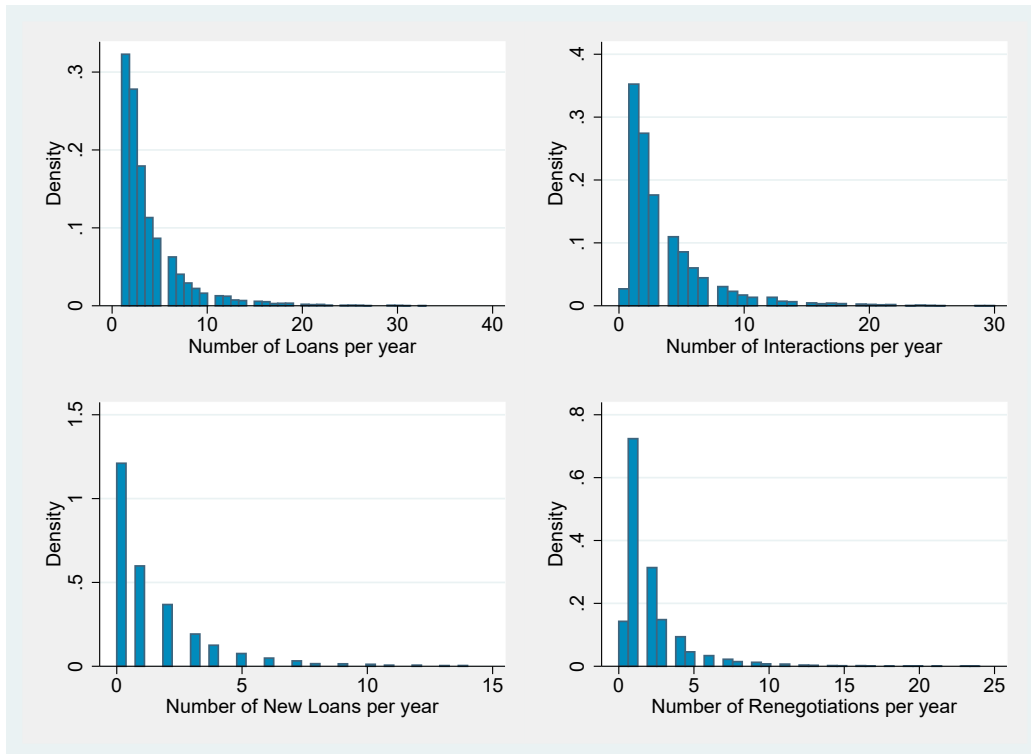 .3
.2
.1
0
Density
0 10 20 30 40
Number of Loans per year
.4
.3
.2
.1
0
Density
0 10 20 30
Number of Interactions per year
1.5
1
.5
0
Density
0 5 10 15
Number of New Loans per year
.8
.6
.4
.2
0
Density
0 5 10 15 20 25
Number of Renegotiations per year